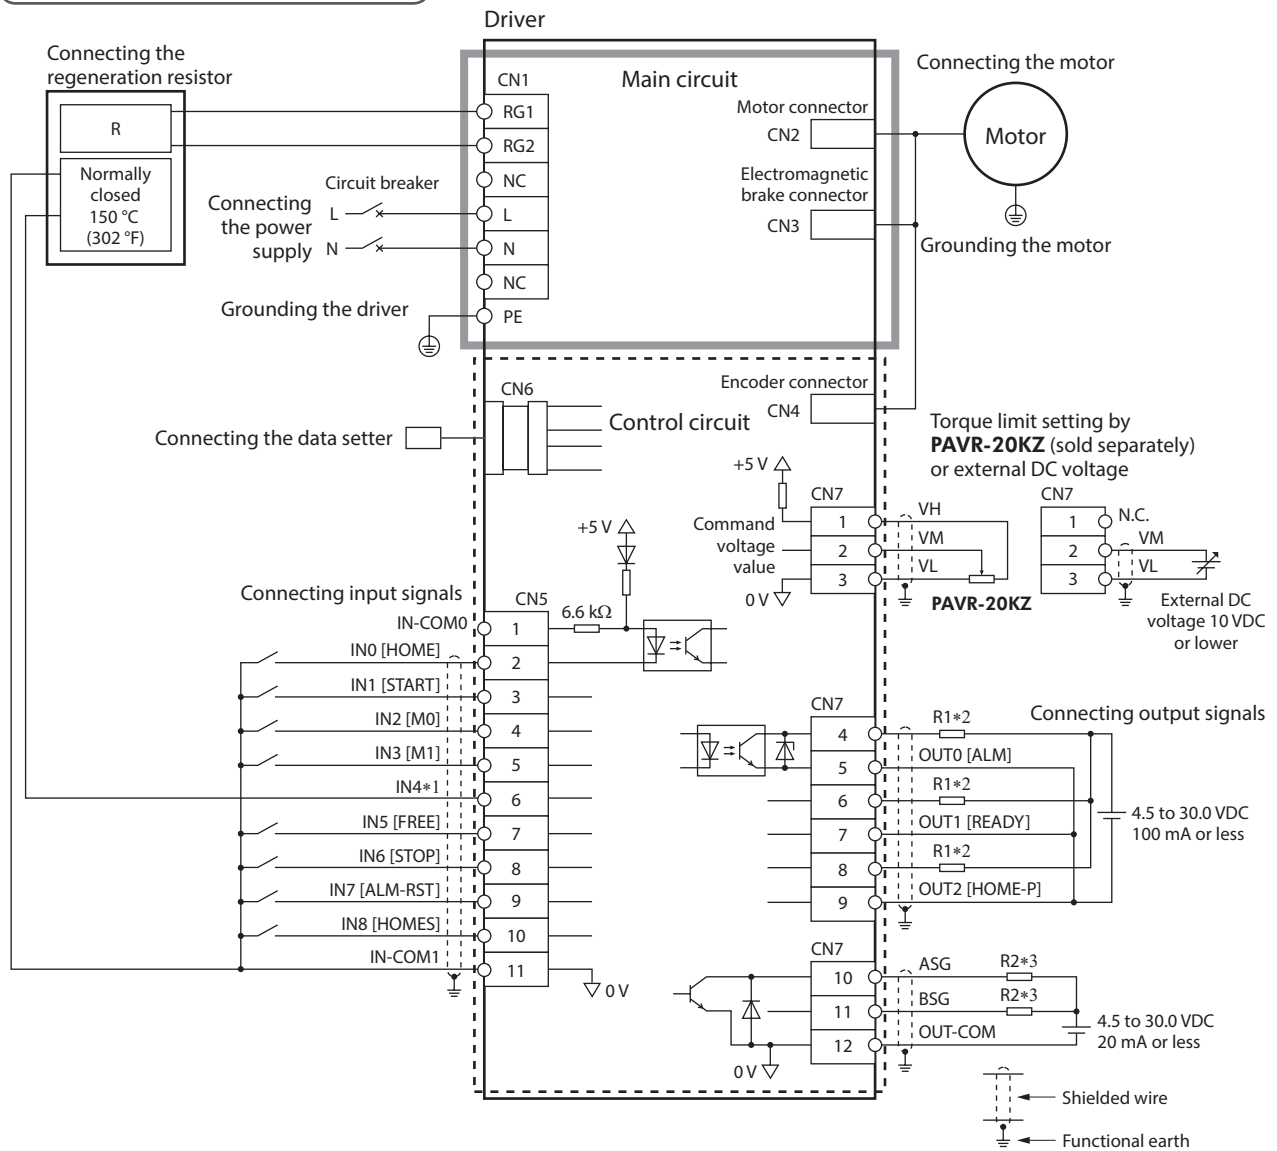 Driver
Connecting the
regeneration resistor
R
Normally
closed
150 °C
(302 °F)
Circuit breaker
Connecting
the power
supply
L
N
Grounding the driver
CN1
RG1
RG2
NC
L
N
NC
PE
Main circuit
Motor connector
CN2
Electromagnetic
brake connector
CN3
Connecting the motor
Motor
Grounding the motor
CN6
Connecting the data setter
Control circuit
Encoder connector
CN4
Torque limit setting by
PAVR-20KZ (sold separately)
or external DC voltage
+5 V
CN7
Command
voltage
value
1
2
3
0 V
VH
VM
VL
PAVR-20KZ
CN7
1
2
3
N.C.
VM
VL
External DC
voltage 10 VDC
or lower
+5 V
Connecting input signals
CN5
6.6 kΩ
IN-COM0
1
IN0 [HOME]
2
IN1 [START]
3
IN2 [M0]
4
IN3 [M1]
5
IN4*1
6
IN5 [FREE]
7
IN6 [STOP]
8
IN7 [ALM-RST]
9
IN8 [HOMES]
10
IN-COM1
11
0 V
CN7
Connecting output signals
4
R1*2
5
OUT0 [ALM]
6
R1*2
7
OUT1 [READY]
8
R1*2
9
OUT2 [HOME-P]
4.5 to 30.0 VDC
100 mA or less
CN7
10
ASG
R2*3
11
BSG
R2*3
12
OUT-COM
0 V
4.5 to 30.0 VDC
20 mA or less
Shielded wire
Functional earth